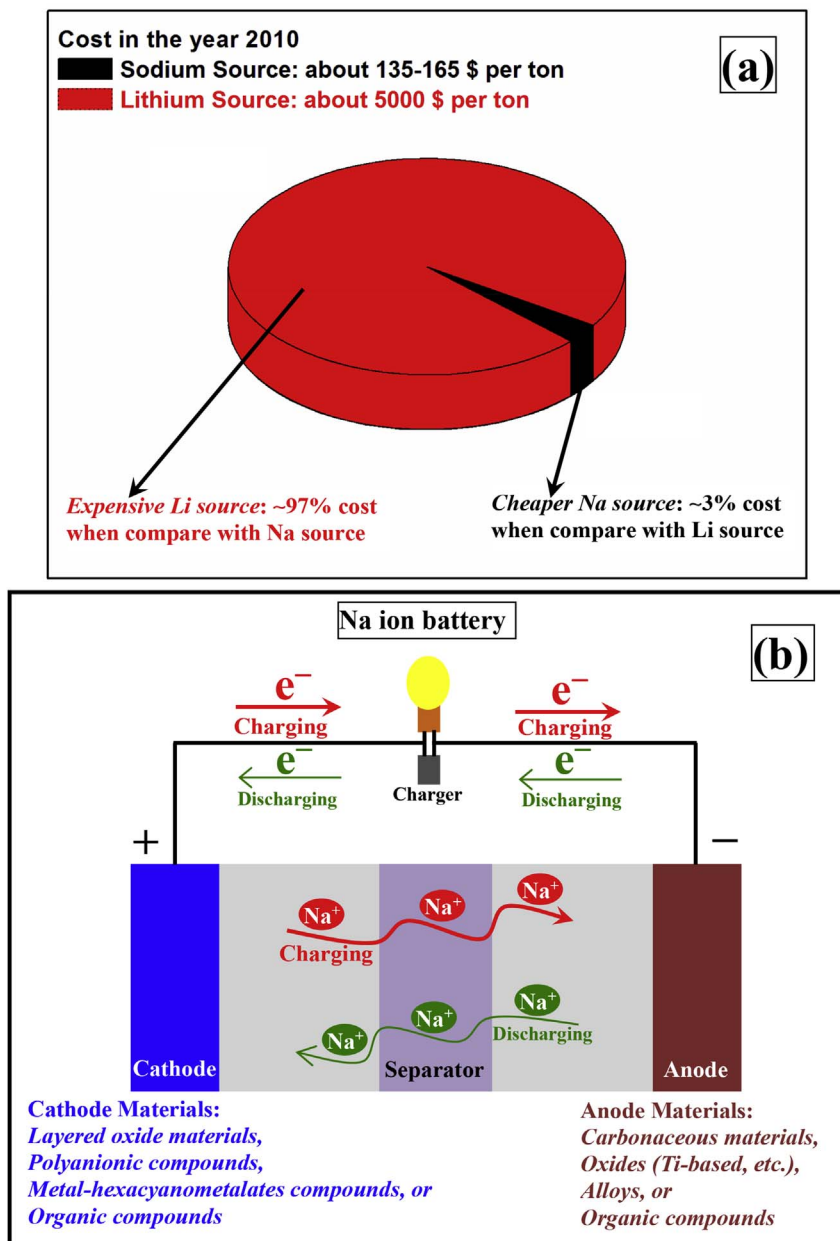 Cost in the year 2010
(a)
Sodium Source: about 135-165 $ per ton
Lithium Source: about 5000 $ per ton
Expensive Li source: ~97% cost
when compare with Na source
Cheaper Na source: ~3% cost
when compare with Li source
Na ion battery
(b)
e⁻
Charging
e⁻
Charging
e⁻
Discharging
Charger
e⁻
Discharging
+
−
Na⁺
Na⁺
Na⁺
Charging
Na⁺
Na⁺
Na⁺
Discharging
Cathode
Separator
Anode
Cathode Materials:
Layered oxide materials,
Polyanionic compounds,
Metal-hexacyanometalates compounds, or
Organic compounds
Anode Materials:
Carbonaceous materials,
Oxides (Ti-based, etc.),
Alloys, or
Organic compounds